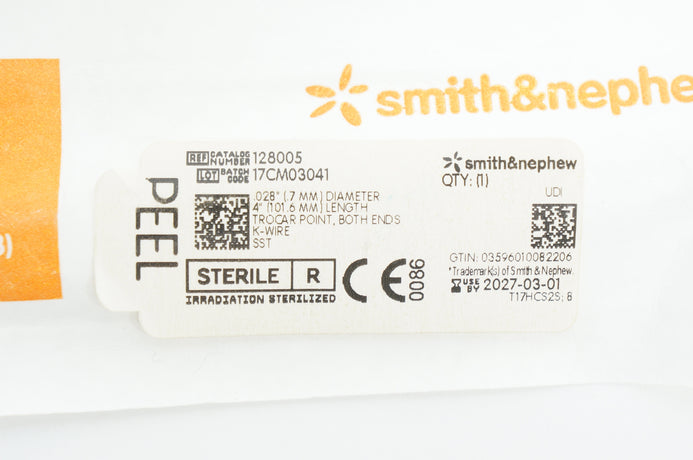 smith&nephe
REF CATALOG NUMBER 128005
LOT BATCH CODE 17CM03041
PEEL
.028" (.7 MM) DIAMETER
4" (101.6 MM) LENGTH
TROCAR POINT, BOTH ENDS
K-WIRE
SST
STERILE R
IRRADIATION STERILIZED
CE 0086
smith&nephew
QTY: (1)
UDI
GTIN: 03596010082206
*Trademark(s) of Smith & Nephew.
USE BY 2027-03-01
T17HCS2S; B